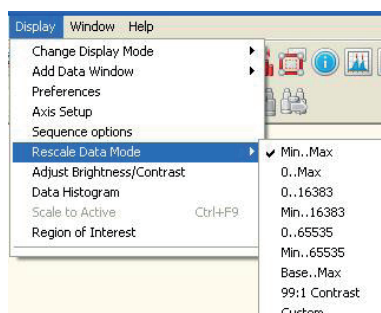 Display Window Help
Change Display Mode
Add Data Window
Preferences
Axis Setup
Sequence options
Rescale Data Mode
Adjust Brightness/Contrast
Data Histogram
Scale to Active Ctrl+F9
Region of Interest
Min..Max
0..Max
0..16383
Min..16383
0..65535
Min..65535
Base..Max
99:1 Contrast
Custom